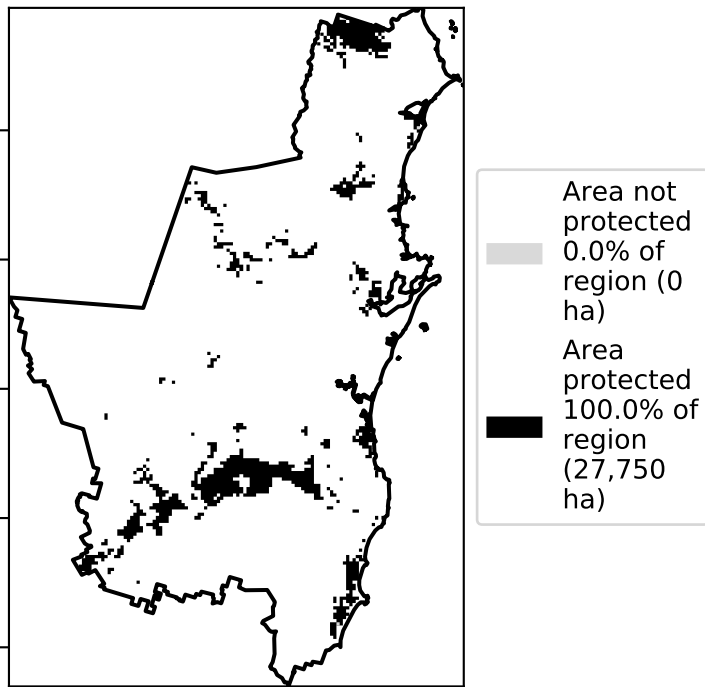 Area not
protected
0.0% of
region (0
ha)
Area
protected
100.0% of
region
(27,750
ha)